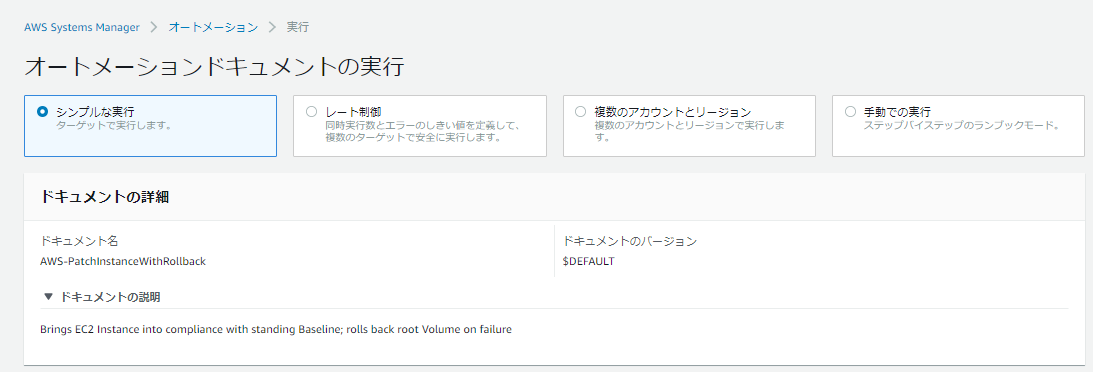 AWS Systems Manager > オートメーション > 実行
オートメーションドキュメントの実行
シンプルな実行
ターゲットで実行します。
レート制御
同時実行数とエラーのしきい値を定義して、
複数のターゲットで安全に実行します。
複数のアカウントとリージョン
複数のアカウントとリージョンで実行しま
す。
手動での実行
ステップバイステップのランブックモード。
ドキュメントの詳細
ドキュメント名
AWS-PatchInstanceWithRollback
ドキュメントのバージョン
$DEFAULT
ドキュメントの説明
Brings EC2 Instance into compliance with standing Baseline; rolls back root Volume on failure